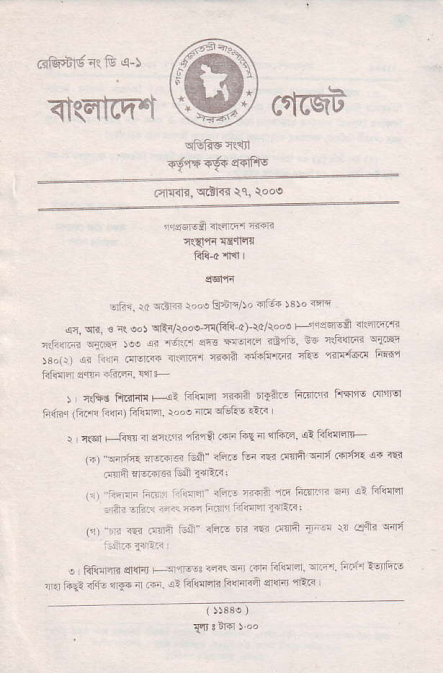 রেজিস্টার্ড নং ডি এ-১
গণপ্রজাতন্ত্রী বাংলাদেশ
সরকার
বাংলাদেশ গেজেট
অতিরিক্ত সংখ্যা
কর্তৃপক্ষ কর্তৃক প্রকাশিত
সোমবার, অক্টোবর ২৭, ২০০৩
গণপ্রজাতন্ত্রী বাংলাদেশ সরকার
সংস্থাপন মন্ত্রণালয়
বিধি-৫ শাখা।
প্রজ্ঞাপন
তারিখ, ২৫ অক্টোবর ২০০৩ খ্রিস্টাব্দ/১০ কার্তিক ১৪১০ বঙ্গাব্দ
এস, আর, ও নং ৩০১ আইন/২০০৩-সম(বিধি-৫)-২৫/২০০৩।—গণপ্রজাতন্ত্রী বাংলাদেশের
সংবিধানের অনুচ্ছেদ ১৩৩ এর শর্তাংশে প্রদত্ত ক্ষমতাবলে রাষ্ট্রপতি, উক্ত সংবিধানের অনুচ্ছেদ
১৪০(২) এর বিধান মোতাবেক বাংলাদেশ সরকারী কর্মকমিশনের সহিত পরামর্শক্রমে নিম্নরূপ
বিধিমালা প্রণয়ন করিলেন, যথাঃ—
১। সংক্ষিপ্ত শিরোনাম।—এই বিধিমালা সরকারী চাকুরীতে নিয়োগের শিক্ষাগত যোগ্যতা
নির্ধারণ (বিশেষ বিধান) বিধিমালা, ২০০৩ নামে অভিহিত হইবে।
২। সংজ্ঞা।—বিষয় বা প্রসংগের পরিপন্থী কোন কিছু না থাকিলে, এই বিধিমালায়—
(ক) “অনার্সসহ স্নাতকোত্তর ডিগ্রী” বলিতে তিন বছর মেয়াদী অনার্স কোর্সসহ এক বছর
মেয়াদী স্নাতকোত্তর ডিগ্রী বুঝাইবে;
(খ) “বিদ্যমান নিয়োগ বিধিমালা” বলিতে সরকারী পদে নিয়োগের জন্য এই বিধিমালা
জারীর তারিখে বলবৎ সকল নিয়োগ বিধিমালা বুঝাইবে;
(গ) “চার বছর মেয়াদী ডিগ্রী” বলিতে চার বছর মেয়াদী ন্যূনতম ২য় শ্রেণীর অনার্স
ডিগ্রীকে বুঝাইবে।
৩। বিধিমালার প্রাধান্য।—আপাততঃ বলবৎ অন্য কোন বিধিমালা, আদেশ, নির্দেশ ইত্যাদিতে
যাহা কিছুই বর্ণিত থাকুক না কেন, এই বিধিমালার বিধানাবলী প্রাধান্য পাইবে।
(১১৪৪৩)
মূল্য ঃ টাকা ১·০০